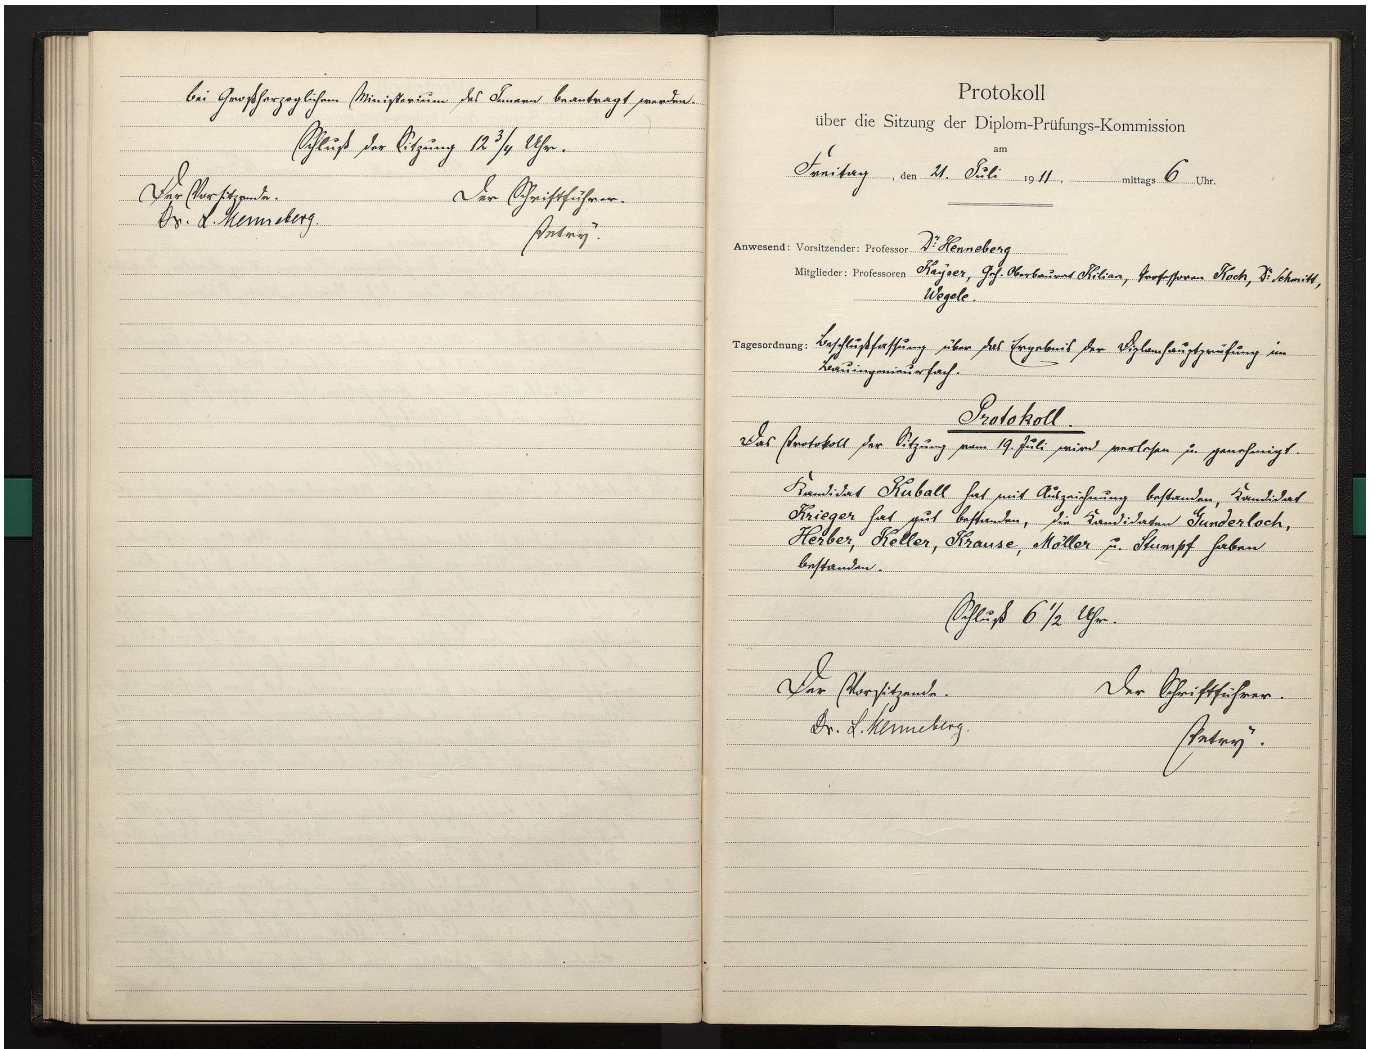 bei Großherzoglichem Ministerium des Innern beantragt werden.
Schluß der Sitzung 12 3/4 Uhr.
Der Vorsitzende. Der Schriftführer.
Dr. L. Henneberg. Petry.
Protokoll
über die Sitzung der Diplom-Prüfungs-Kommission
am
Freitag, den 21. Juli 1911, mittags 6 Uhr.
Anwesend: Vorsitzender: Professor Dr. Henneberg
Mitglieder: Professoren Kayser, Geh. Oberbaurat Kilian, Professoren Koch, Dr. Schmitt,
Wegele.
Tagesordnung: Beschlußfassung über das Ergebnis der Diplomhauptprüfung im
Bauingenieurfach.
Protokoll.
Das Protokoll der Sitzung vom 19. Juli wird verlesen u. genehmigt.
Kandidat Kuball hat mit Auszeichnung bestanden, Kandidat
Krieger hat gut bestanden, die Kandidaten Gunderloch,
Herber, Keller, Krause, Möller u. Stumpf haben
bestanden.
Schluß 6 1/2 Uhr.
Der Vorsitzende. Der Schriftführer.
Dr. L. Henneberg. Petry.